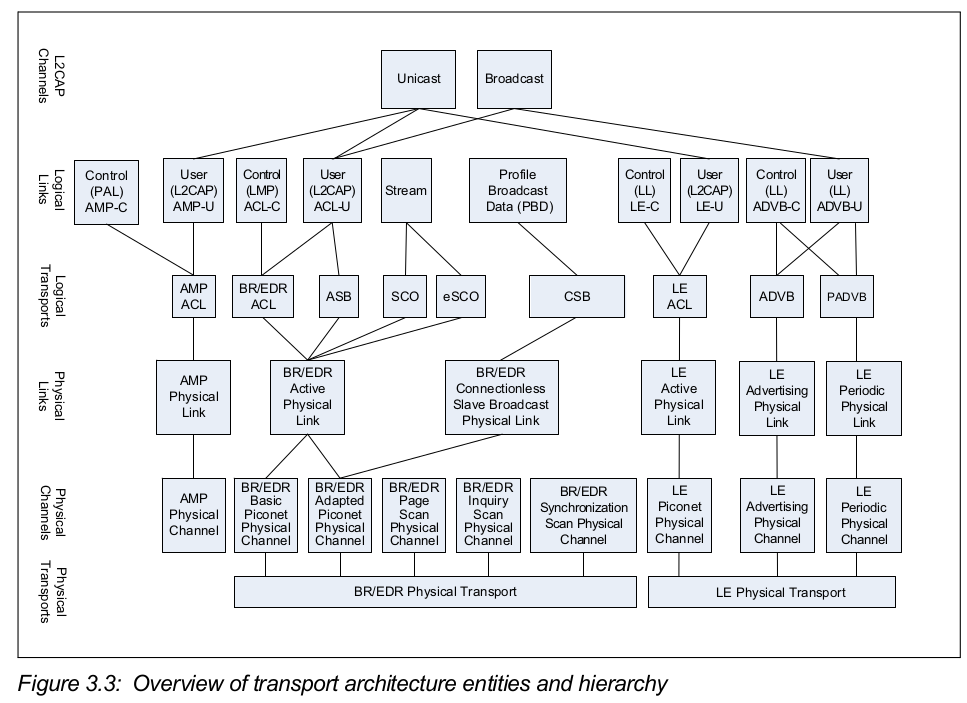 L2CAP
Channels
Unicast
Broadcast
Logical
Links
Control
(PAL)
AMP-C
User
(L2CAP)
AMP-U
Control
(LMP)
ACL-C
User
(L2CAP)
ACL-U
Stream
Profile
Broadcast
Data (PBD)
Control
(LL)
LE-C
User
(L2CAP)
LE-U
Control
(LL)
ADVB-C
User
(LL)
ADVB-U
Logical
Transports
AMP
ACL
BR/EDR
ACL
ASB
SCO
eSCO
CSB
LE
ACL
ADVB
PADVB
Physical
Links
AMP
Physical
Link
BR/EDR
Active
Physical
Link
BR/EDR
Connectionless
Slave Broadcast
Physical Link
LE
Active
Physical
Link
LE
Advertising
Physical
Link
LE
Periodic
Physical
Link
Physical
Channels
AMP
Physical
Channel
BR/EDR
Basic
Piconet
Physical
Channel
BR/EDR
Adapted
Piconet
Physical
Channel
BR/EDR
Page
Scan
Physical
Channel
BR/EDR
Inquiry
Scan
Physical
Channel
BR/EDR
Synchronization
Scan Physical
Channel
LE
Piconet
Physical
Channel
LE
Advertising
Physical
Channel
LE
Periodic
Physical
Channel
Physical
Transports
BR/EDR Physical Transport
LE Physical Transport
Figure 3.3: Overview of transport architecture entities and hierarchy